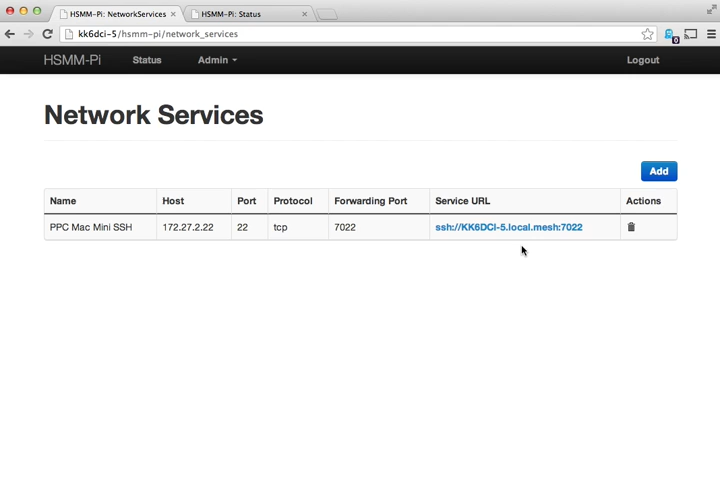 HSMM-Pi: NetworkServices
HSMM-Pi: Status
kk6dci-5/hsmm-pi/network_services
0
HSMM-Pi Status Admin Logout
Network Services
Add
Name Host Port Protocol Forwarding Port Service URL Actions
PPC Mac Mini SSH 172.27.2.22 22 tcp 7022 ssh://KK6DCI-5.local.mesh:7022